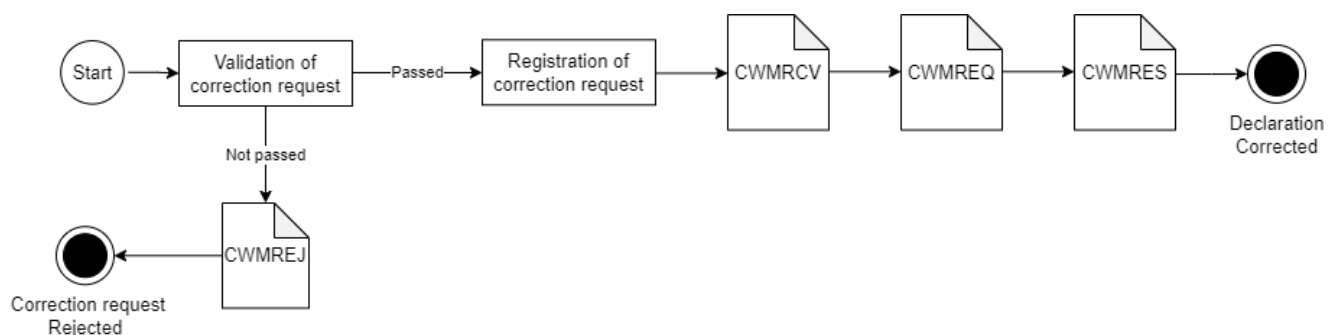 Start
Validation of
correction request
Passed
Registration of
correction request
CWMRCV
CWMREQ
CWMRES
Declaration
Corrected
Not passed
CWMREJ
Correction request
Rejected